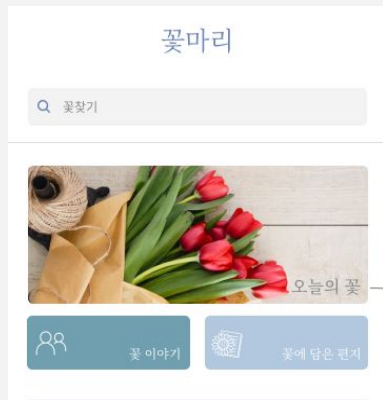 꽃마리
꽃찾기
오늘의 꽃
꽃 이야기
꽃에 담은 편지